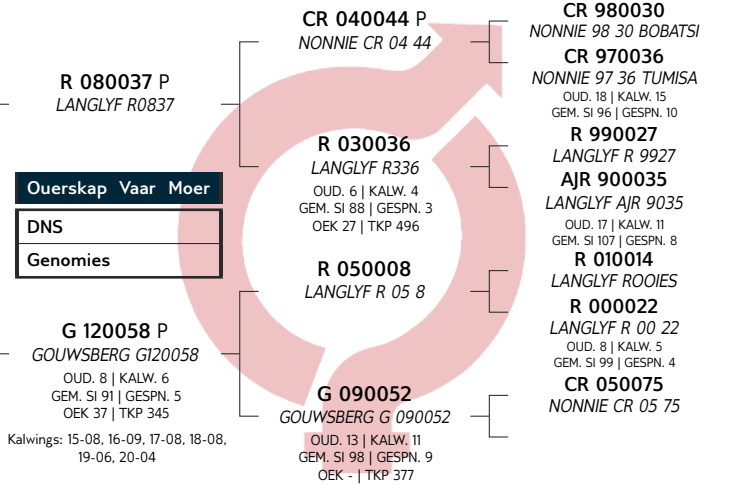 R 080037 P
LANGLYF R0837
Ouerskap Vaar Moer
DNS
Genomies
G 120058 P
GOUWSBERG G120058
OUD. 8 | KALW. 6
GEM. SI 91 | GESPN. 5
OEK 37 | TKP 345
Kalwings: 15-08, 16-09, 17-08, 18-08,
19-06, 20-04
CR 040044 P
NONNIE CR 04 44
R 030036
LANGLYF R336
OUD. 6 | KALW. 4
GEM. SI 88 | GESPN. 3
OEK 27 | TKP 496
R 050008
LANGLYF R 05 8
G 090052
GOUWSBERG G 090052
OUD. 13 | KALW. 11
GEM. SI 98 | GESPN. 9
OEK - | TKP 377
CR 980030
NONNIE 98 30 BOBATSI
CR 970036
NONNIE 97 36 TUMISA
OUD. 18 | KALW. 15
GEM. SI 96 | GESPN. 10
R 990027
LANGLYF R 9927
AJR 900035
LANGLYF AJR 9035
OUD. 17 | KALW. 11
GEM. SI 107 | GESPN. 8
R 010014
LANGLYF ROOIES
R 000022
LANGLYF R 00 22
OUD. 8 | KALW. 5
GEM. SI 99 | GESPN. 4
CR 050075
NONNIE CR 05 75